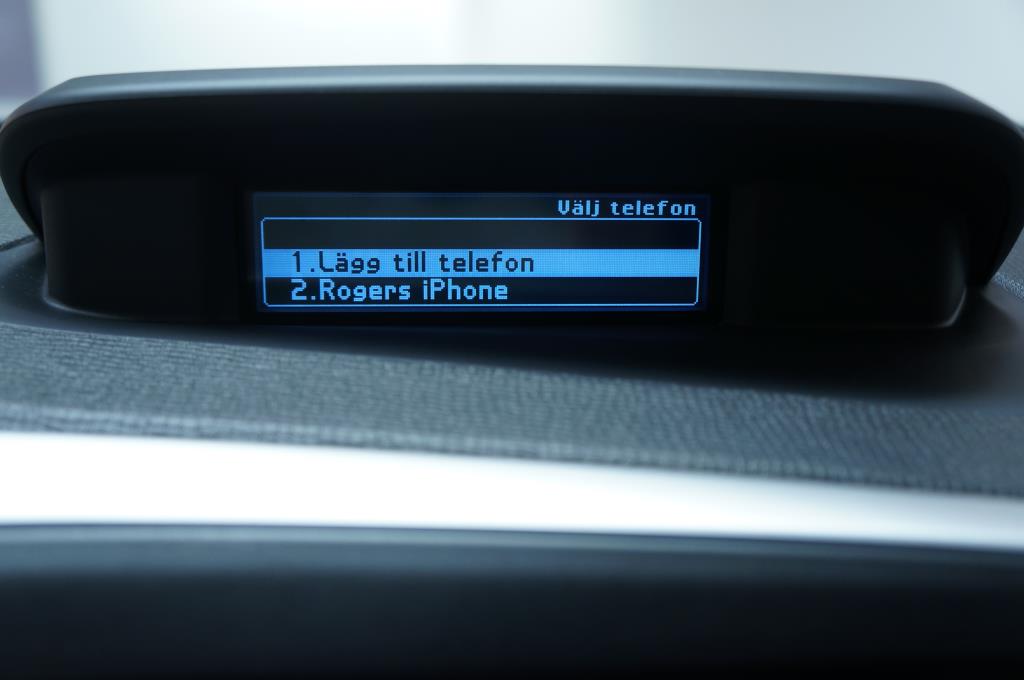 Välj telefon
1.Lägg till telefon
2.Rogers iPhone